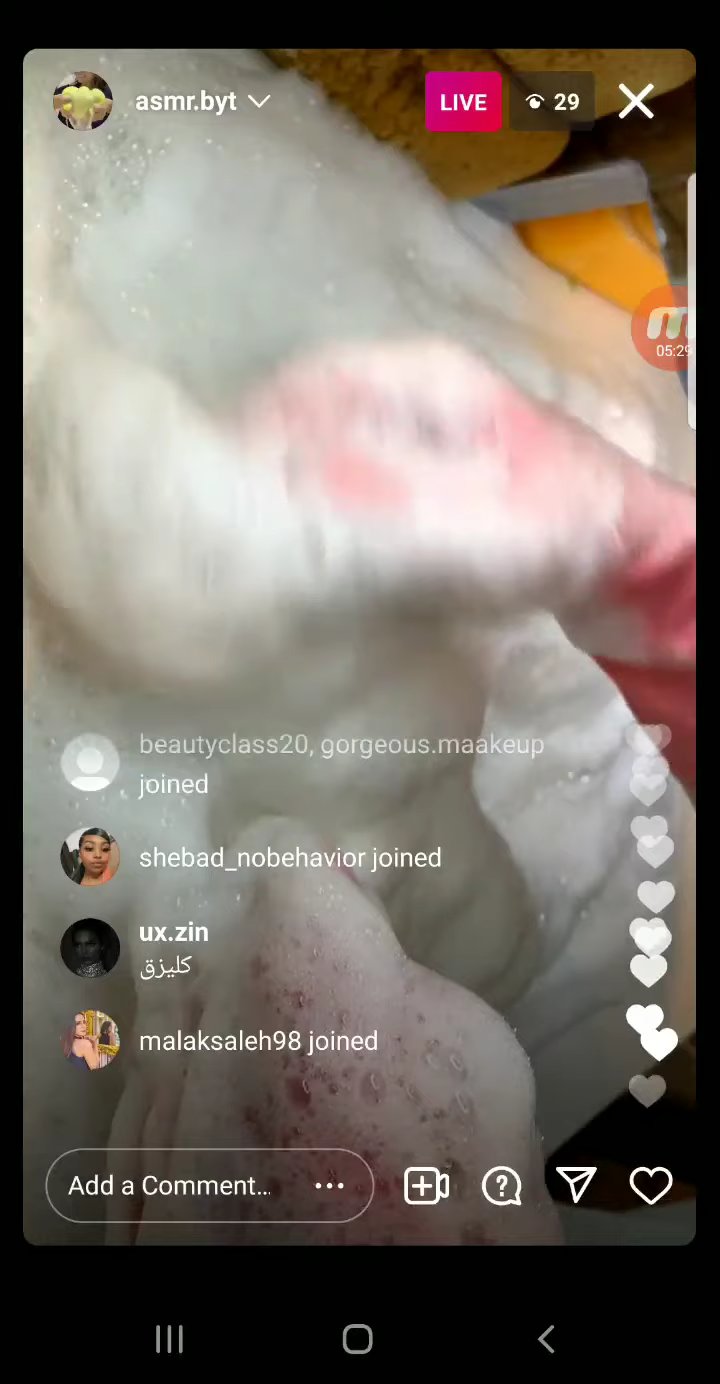 asmr.byt
LIVE
29
05:29
beautyclass20, gorgeous.maakeup
joined
shebad_nobehavior joined
ux.zin
كليزق
malaksaleh98 joined
Add a Comment...